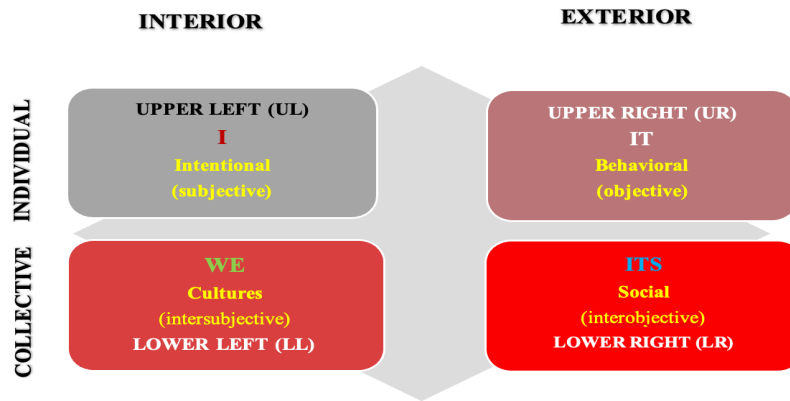 INTERIOR
EXTERIOR
INDIVIDUAL
UPPER LEFT (UL)
I
Intentional
(subjective)
UPPER RIGHT (UR)
IT
Behavioral
(objective)
COLLECTIVE
WE
Cultures
(intersubjective)
LOWER LEFT (LL)
ITS
Social
(interobjective)
LOWER RIGHT (LR)